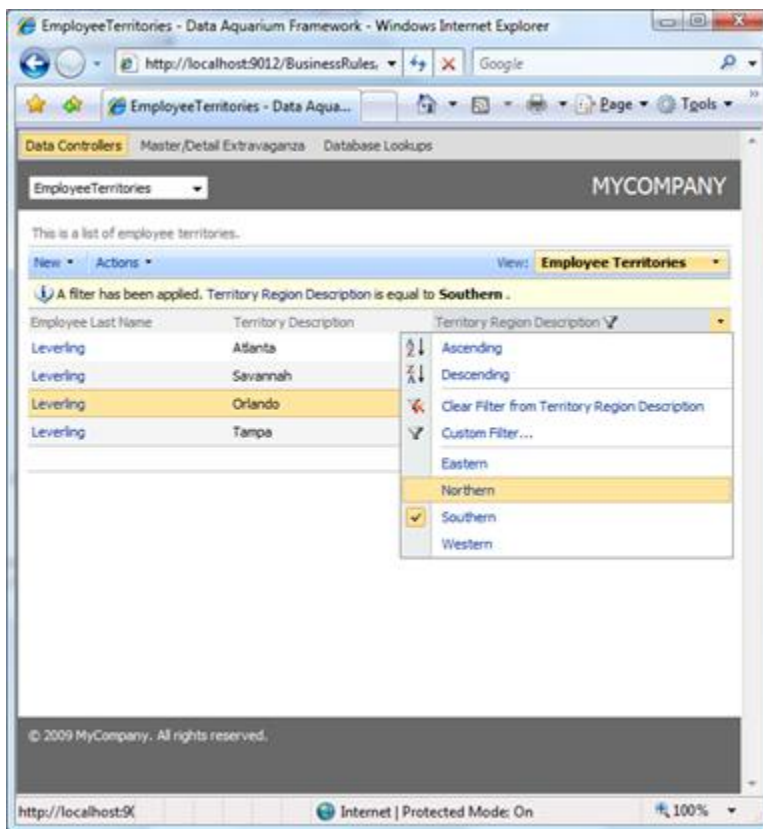 EmployeeTerritories - Data Aquarium Framework - Windows Internet Explorer
http://localhost:9012/BusinessRules.
Google
EmployeeTerritories - Data Aqua...
Page
Tools
Data Controllers Master/Detail Extravaganza Database Lookups
EmployeeTerritories
MYCOMPANY
This is a list of employee territories.
New Actions View: Employee Territories
A filter has been applied. Territory Region Description is equal to Southern .
Employee Last Name Territory Description Territory Region Description
Leverling Atlanta
Leverling Savannah
Leverling Orlando
Leverling Tampa
Ascending
Descending
Clear Filter from Territory Region Description
Custom Filter...
Eastern
Northern
Southern
Western
© 2009 MyCompany. All rights reserved.
http://localhost:9( Internet | Protected Mode: On 100%